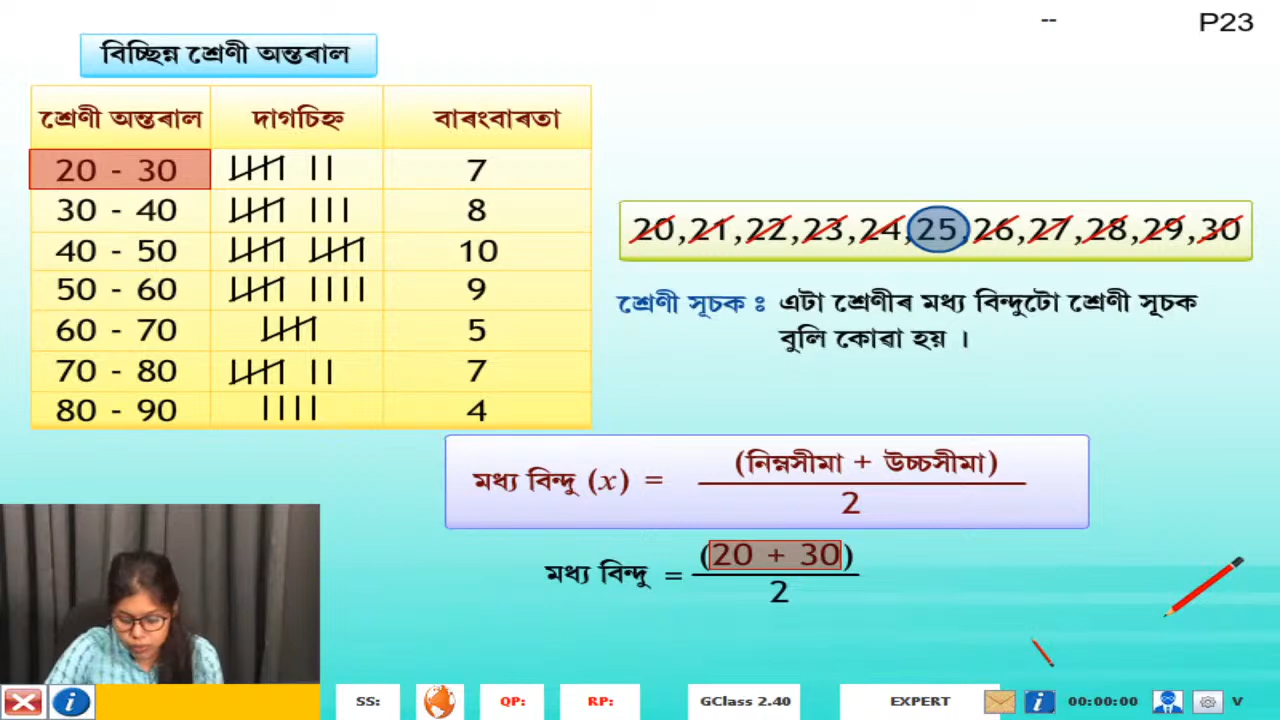 --
P23
বিচ্ছিন্ন শ্ৰেণী অন্তৰাল
শ্ৰেণী অন্তৰাল দাগচিহ্ন বাৰংবাৰতা
20 - 30 7
30 - 40 8
40 - 50 10
50 - 60 9
60 - 70 5
70 - 80 7
80 - 90 4
20,21,22,23,24,25,26,27,28,29,30
শ্ৰেণী সূচক ঃ এটা শ্ৰেণীৰ মধ্য বিন্দুটো শ্ৰেণী সূচক
বুলি কোৱা হয় ।
মধ্য বিন্দু (x) = (নিম্নসীমা + উচ্চসীমা)
2
মধ্য বিন্দু = (20 + 30)
2
SS: QP: RP: GClass 2.40 EXPERT 00:00:00 V